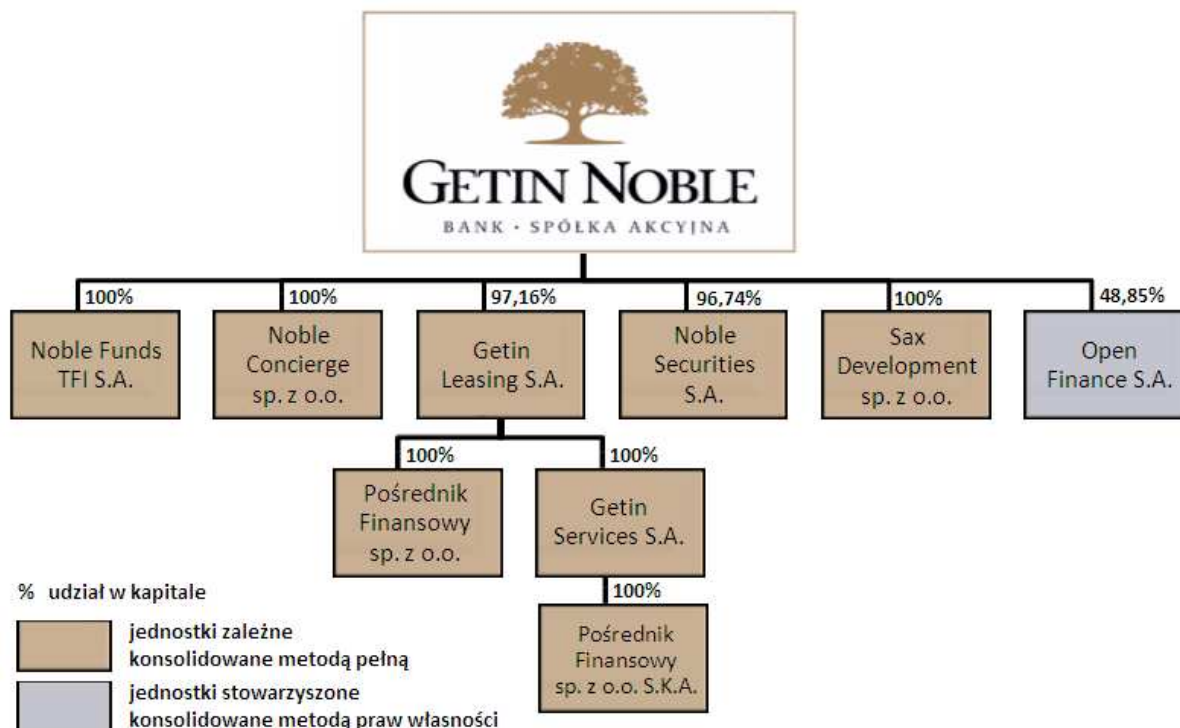 GETIN NOBLE
BANK · SPÓŁKA AKCYJNA
100%
100%
97,16%
96,74%
100%
48,85%
Noble Funds
TFI S.A.
Noble
Concierge
sp. z o.o.
Getin
Leasing S.A.
Noble
Securities
S.A.
Sax
Development
sp. z o.o.
Open
Finance S.A.
100%
100%
Pośrednik
Finansowy
sp. z o.o.
Getin
Services S.A.
100%
Pośrednik
Finansowy
sp. z o.o. S.K.A.
% udział w kapitale
jednostki zależne
konsolidowane metodą pełną
jednostki stowarzyszone
konsolidowane metodą praw własności